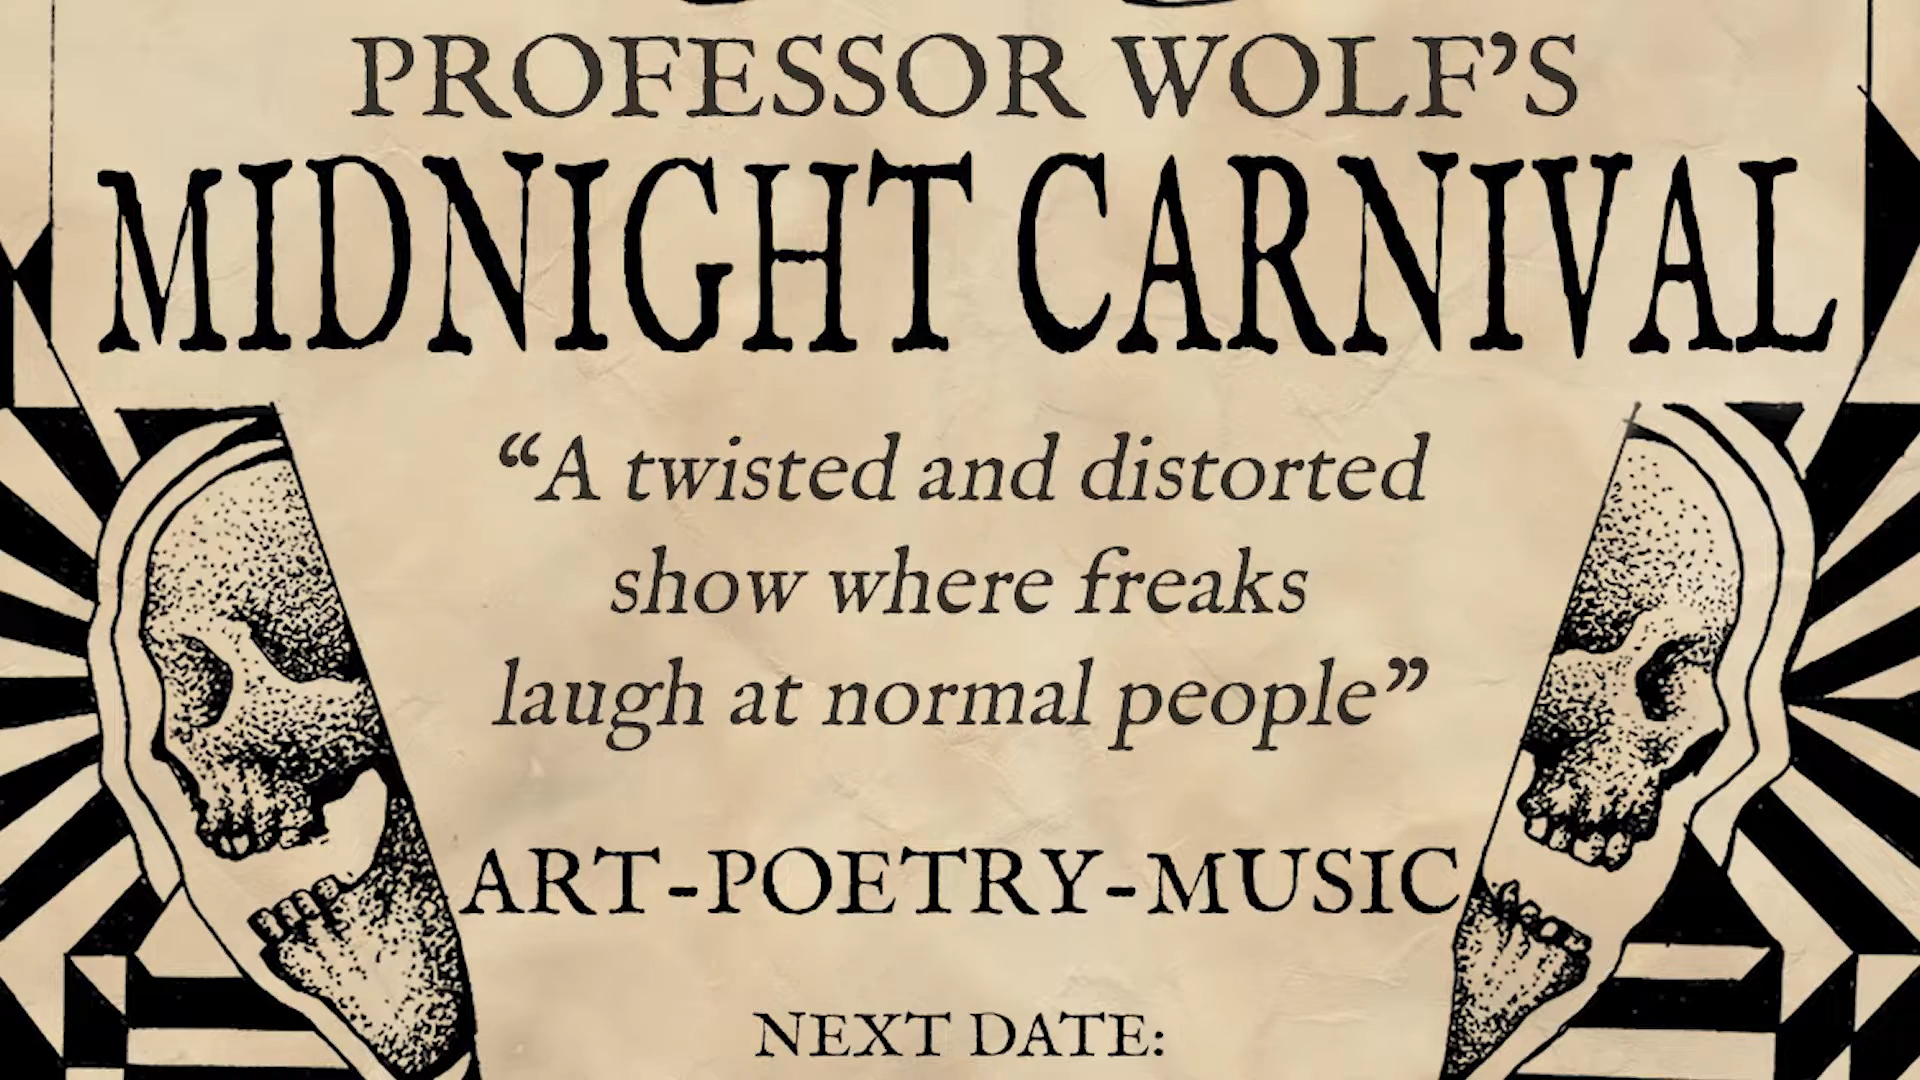 PROFESSOR WOLF’S
MIDNIGHT CARNIVAL
“A twisted and distorted
show where freaks
laugh at normal people”
ART-POETRY-MUSIC
NEXT DATE: